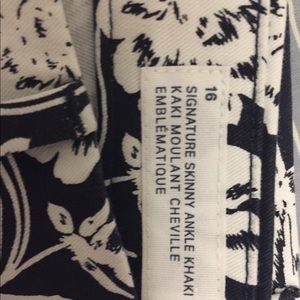 16
SIGNATURE SKINNY ANKLE KHAKI
KAKI MOULANT CHEVILLE
EMBLÉMATIQUE